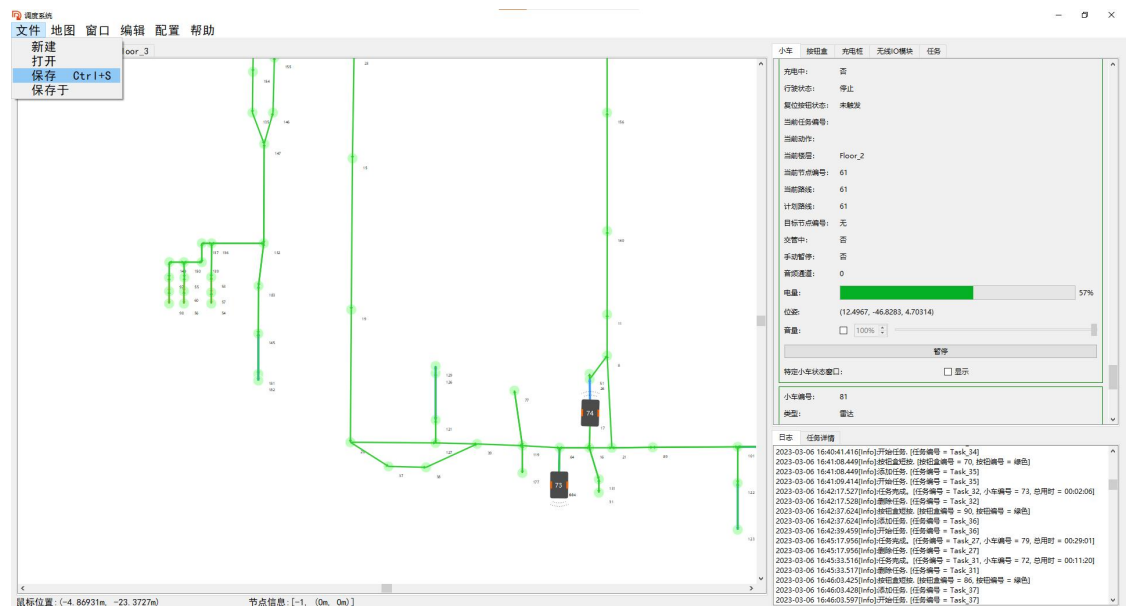 调度系统
文件 地图 窗口 编辑 配置 帮助
新建
打开
保存 Ctrl+S
保存于
loor_3
小车 按钮盒 充电桩 无线IO模块 任务
充电中: 否
行驶状态: 停止
复位按钮状态: 未触发
当前任务编号:
当前动作:
当前楼层: Floor_2
当前节点编号: 61
当前路线: 61
计划路线: 61
目标节点编号: 无
交管中: 否
手动暂停: 否
音频通道: 0
电量: 57%
位姿: (12.4967, -46.8283, 4.70314)
音量: 100%
暂停
特定小车状态窗口: 显示
小车编号: 81
类型: 雷达
74
73
日志 任务详情
2023-03-06 16:40:41.416[Info]:开始任务. [任务编号 = Task_34]
2023-03-06 16:41:08.449[Info]:按钮盒短按. [按钮盒编号 = 70, 按钮编号 = 绿色]
2023-03-06 16:41:08.449[Info]:添加任务. [任务编号 = Task_35]
2023-03-06 16:41:09.414[Info]:开始任务. [任务编号 = Task_35]
2023-03-06 16:42:17.527[Info]:任务完成。[任务编号 = Task_32, 小车编号 = 73, 总用时 = 00:02:06]
2023-03-06 16:42:17.528[Info]:删除任务. [任务编号 = Task_32]
2023-03-06 16:42:37.624[Info]:按钮盒短按. [按钮盒编号 = 90, 按钮编号 = 绿色]
2023-03-06 16:42:37.624[Info]:添加任务. [任务编号 = Task_36]
2023-03-06 16:42:39.459[Info]:开始任务. [任务编号 = Task_36]
2023-03-06 16:45:17.956[Info]:任务完成。[任务编号 = Task_27, 小车编号 = 79, 总用时 = 00:29:01]
2023-03-06 16:45:17.956[Info]:删除任务. [任务编号 = Task_27]
2023-03-06 16:45:33.516[Info]:任务完成。[任务编号 = Task_31, 小车编号 = 72, 总用时 = 00:11:20]
2023-03-06 16:45:33.517[Info]:删除任务. [任务编号 = Task_31]
2023-03-06 16:46:03.425[Info]:按钮盒短按. [按钮盒编号 = 86, 按钮编号 = 绿色]
2023-03-06 16:46:03.428[Info]:添加任务. [任务编号 = Task_37]
2023-03-06 16:46:03.597[Info]:开始任务. [任务编号 = Task_37]
鼠标位置:(-4.86931m, -23.3727m) 节点信息:[-1, (0m, 0m)]